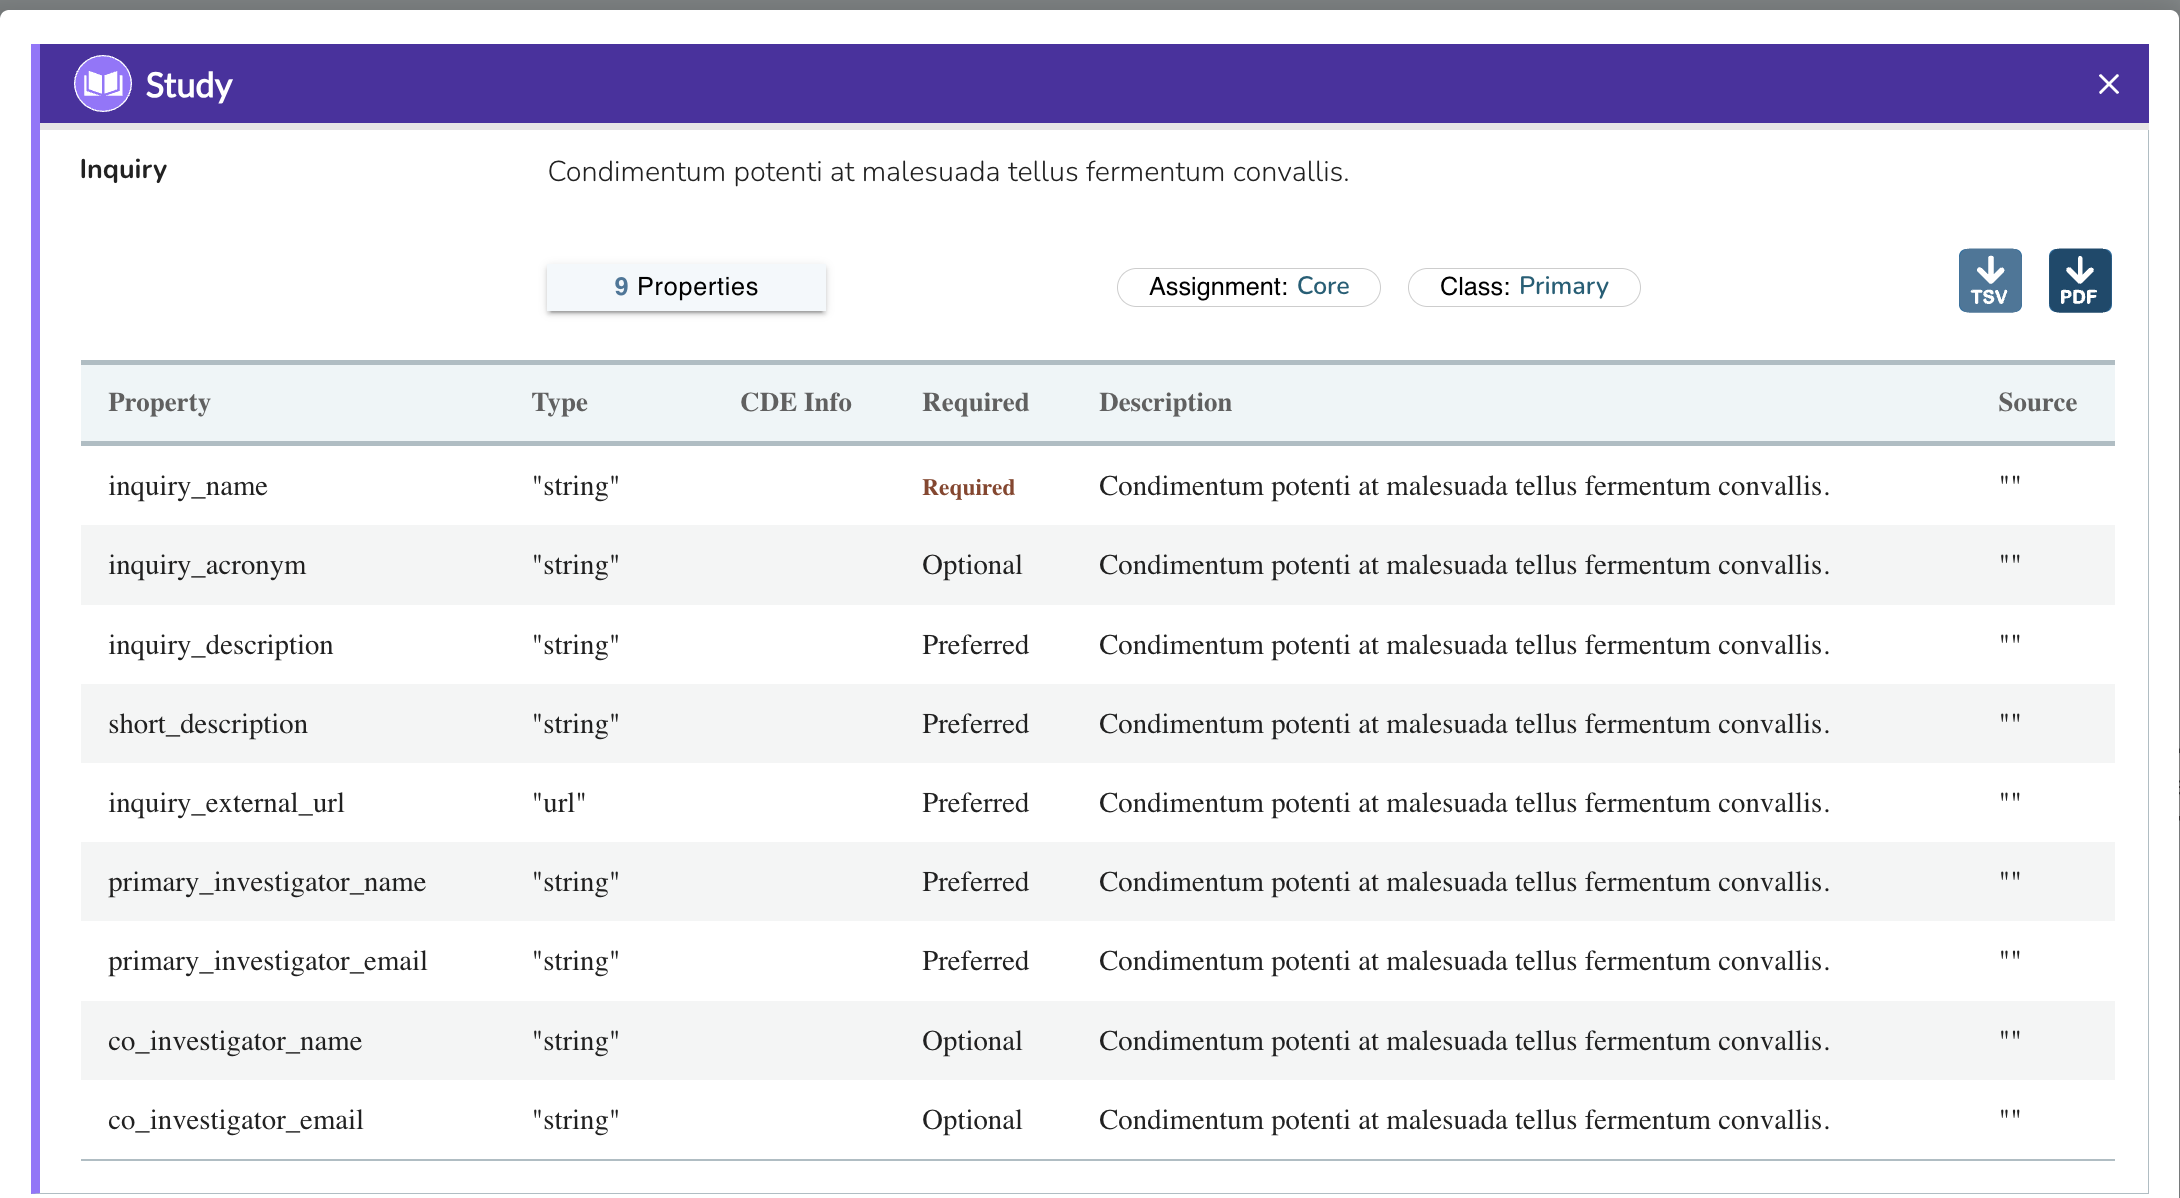 Study
Inquiry Condimentum potenti at malesuada tellus fermentum convallis.
9 Properties Assignment: Core Class: Primary TSV PDF
Property Type CDE Info Required Description Source
inquiry_name "string" Required Condimentum potenti at malesuada tellus fermentum convallis. ""
inquiry_acronym "string" Optional Condimentum potenti at malesuada tellus fermentum convallis. ""
inquiry_description "string" Preferred Condimentum potenti at malesuada tellus fermentum convallis. ""
short_description "string" Preferred Condimentum potenti at malesuada tellus fermentum convallis. ""
inquiry_external_url "url" Preferred Condimentum potenti at malesuada tellus fermentum convallis. ""
primary_investigator_name "string" Preferred Condimentum potenti at malesuada tellus fermentum convallis. ""
primary_investigator_email "string" Preferred Condimentum potenti at malesuada tellus fermentum convallis. ""
co_investigator_name "string" Optional Condimentum potenti at malesuada tellus fermentum convallis. ""
co_investigator_email "string" Optional Condimentum potenti at malesuada tellus fermentum convallis. ""